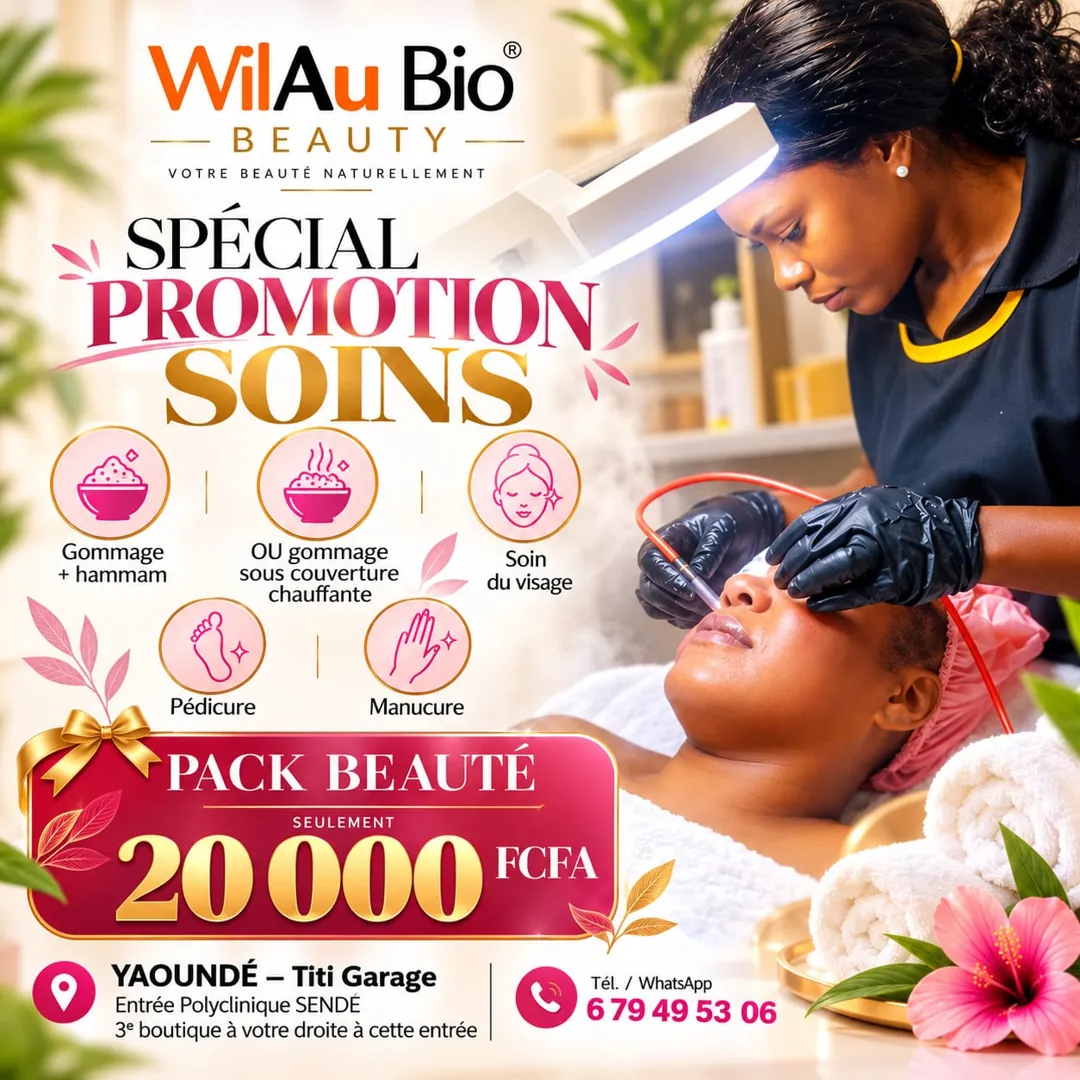 WilAu Bio®
BEAUTY
VOTRE BEAUTÉ NATURELLEMENT
SPÉCIAL
PROMOTION
SOINS
Gommage
+ hammam
OU gommage
sous couverture
chauffante
Soin
du visage
Pédicure
Manucure
PACK BEAUTÉ
SEULEMENT
20 000 FCFA
YAOUNDÉ – Titi Garage
Entrée Polyclinique SENDÉ
3e boutique à votre droite à cette entrée
Tél. / WhatsApp
6 79 49 53 06